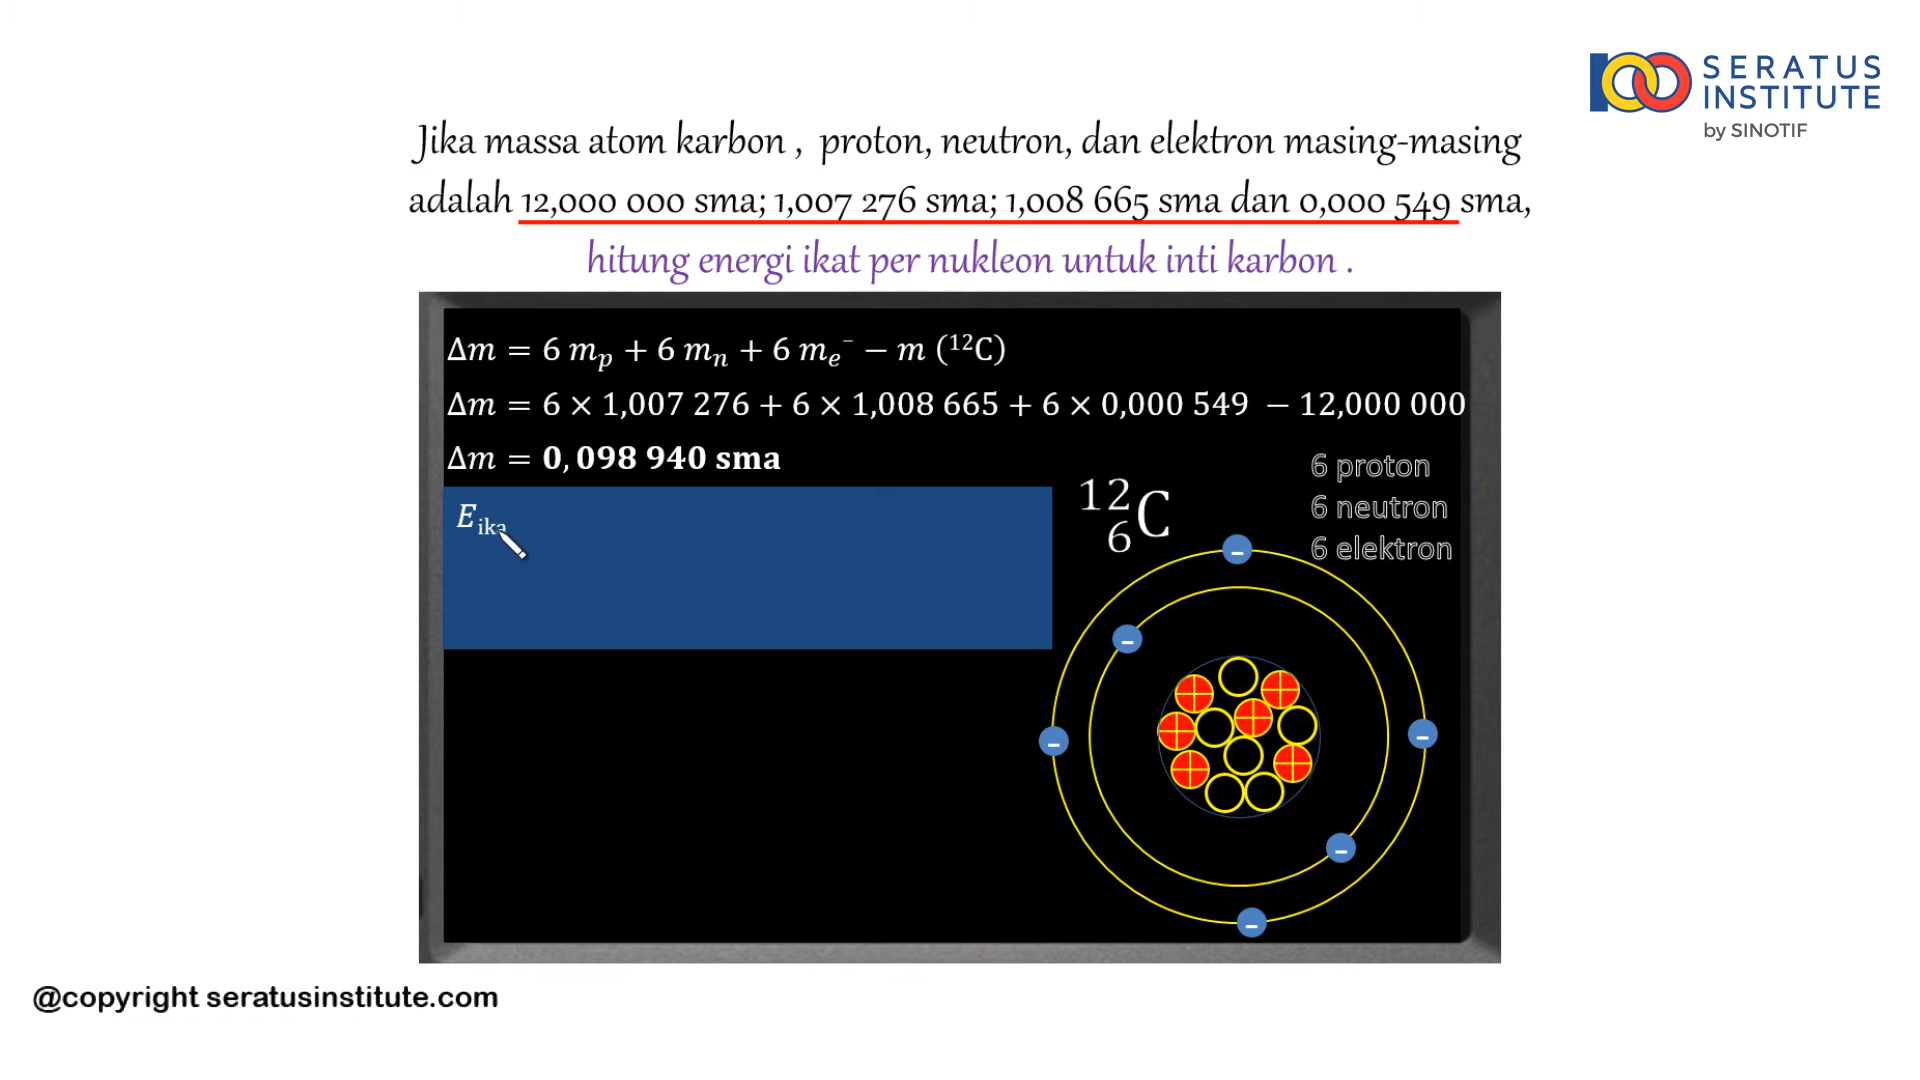 SERATUS
INSTITUTE
by SINOTIF
Jika massa atom karbon , proton, neutron, dan elektron masing-masing
adalah 12,000 000 sma; 1,007 276 sma; 1,008 665 sma dan 0,000 549 sma,
hitung energi ikat per nukleon untuk inti karbon .
Δm = 6 mₚ + 6 mₙ + 6 mₑ⁻ − m (¹²C)
Δm = 6 × 1,007 276 + 6 × 1,008 665 + 6 × 0,000 549 − 12,000 000
Δm = 0,098 940 sma
6 proton
¹²₆C
6 neutron
E ika
6 elektron
@copyright seratusinstitute.com